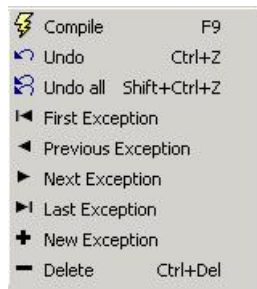 Compile F9
Undo Ctrl+Z
Undo all Shift+Ctrl+Z
First Exception
Previous Exception
Next Exception
Last Exception
New Exception
Delete Ctrl+Del